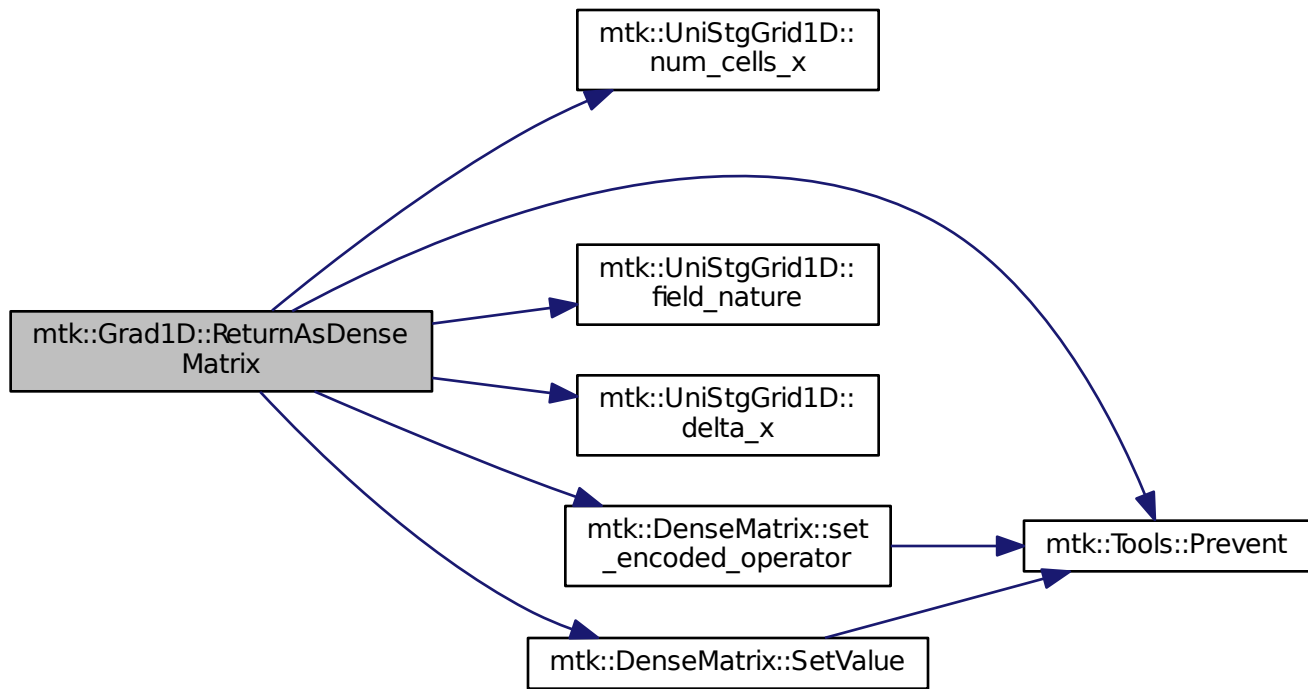 mtk::UniStgGrid1D::
num_cells_x
mtk::UniStgGrid1D::
field_nature
mtk::Grad1D::ReturnAsDense
Matrix
mtk::UniStgGrid1D::
delta_x
mtk::DenseMatrix::set
_encoded_operator
mtk::Tools::Prevent
mtk::DenseMatrix::SetValue